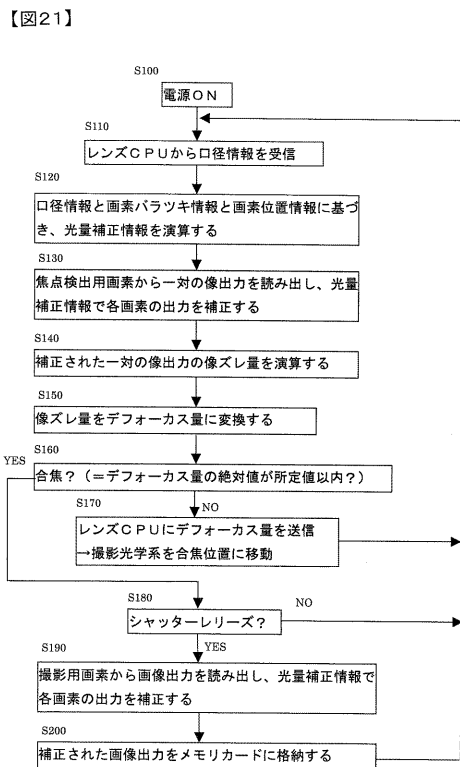 【図21】
S100
電源ON
S110
レンズCPUから口径情報を受信
S120
口径情報と画素バラツキ情報と画素位置情報に基づ
き、光量補正情報を演算する
S130
焦点検出用画素から一対の像出力を読み出し、光量
補正情報で各画素の出力を補正する
S140
補正された一対の像出力の像ズレ量を演算する
S150
像ズレ量をデフォーカス量に変換する
S160
YES
合焦?(=デフォーカス量の絶対値が所定値以内?)
S170
NO
レンズCPUにデフォーカス量を送信
→撮影光学系を合焦位置に移動
S180
NO
シャッターレリーズ?
YES
S190
撮影用画素から画像出力を読み出し、光量補正情報で
各画素の出力を補正する
S200
補正された画像出力をメモリカードに格納する